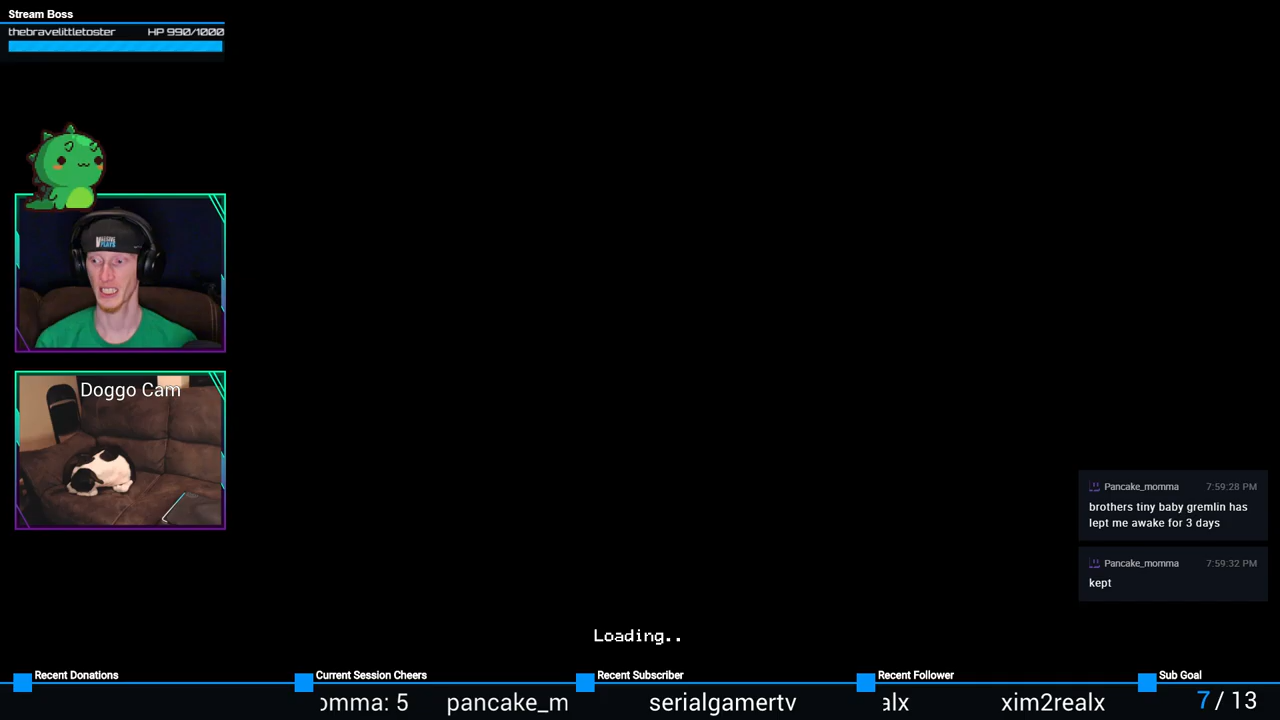 Stream Boss
thebravelittletoster HP 990/1000
Doggo Cam
Pancake_momma 7:59:28 PM
brothers tiny baby gremlin has
lept me awake for 3 days
Pancake_momma 7:59:32 PM
kept
Loading..
Recent Donations
Current Session Cheers
omma: 5 pancake_m
Recent Subscriber
serialgamertv
Recent Follower
alx xim2realx
Sub Goal
7 / 13